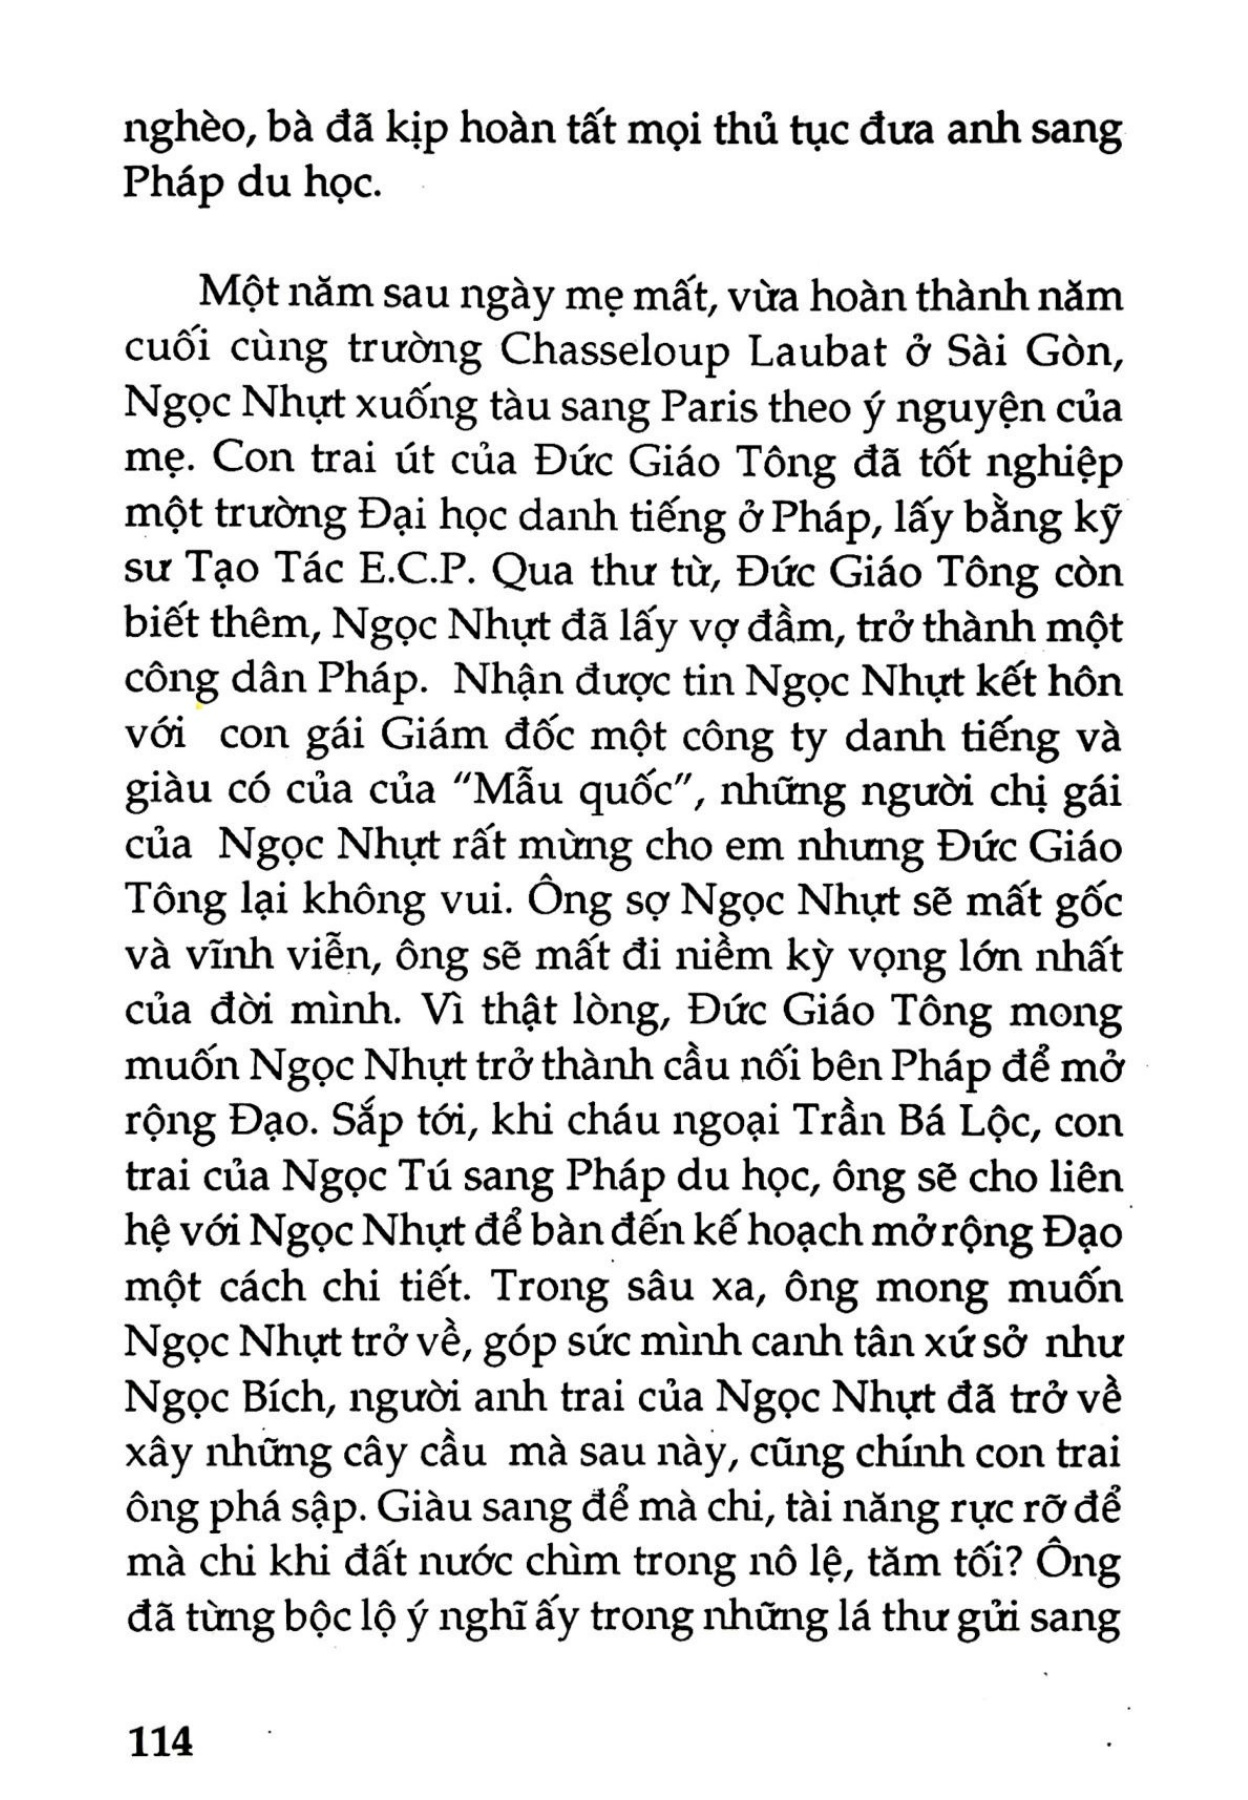 nghèo, bà đã kịp hoàn tất mọi thủ tục đưa anh sang
Pháp du học.
Một năm sau ngày mẹ mất, vừa hoàn thành năm
cuối cùng trường Chasseloup Laubat ở Sài Gòn,
Ngọc Nhựt xuống tàu sang Paris theo ý nguyện của
mẹ. Con trai út của Đức Giáo Tông đã tốt nghiệp
một trường Đại học danh tiếng ở Pháp, lấy bằng kỹ
sư Tạo Tác E.C.P. Qua thư từ, Đức Giáo Tông còn
biết thêm, Ngọc Nhựt đã lấy vợ đầm, trở thành một
công dân Pháp. Nhận được tin Ngọc Nhựt kết hôn
với con gái Giám đốc một công ty danh tiếng và
giàu có của của "Mẫu quốc", những người chị gái
của Ngọc Nhựt rất mừng cho em nhưng Đức Giáo
Tông lại không vui. Ông sợ Ngọc Nhựt sẽ mất gốc
và vĩnh viễn, ông sẽ mất đi niềm kỳ vọng lớn nhất
của đời mình. Vì thật lòng, Đức Giáo Tông mong
muốn Ngọc Nhựt trở thành cầu nối bên Pháp để mở
rộng Đạo. Sắp tới, khi cháu ngoại Trần Bá Lộc, con
trai của Ngọc Tú sang Pháp du học, ông sẽ cho liên
hệ với Ngọc Nhựt để bàn đến kế hoạch mở rộng Đạo
một cách chi tiết. Trong sâu xa, ông mong muốn
Ngọc Nhựt trở về, góp sức mình canh tân xứ sở như
Ngọc Bích, người anh trai của Ngọc Nhựt đã trở về
xây những cây cầu mà sau này, cũng chính con trai
ông phá sập. Giàu sang để mà chi, tài năng rực rỡ để
mà chi khi đất nước chìm trong nô lệ, tăm tối? Ông
đã từng bộc lộ ý nghĩ ấy trong những lá thư gửi sang
114